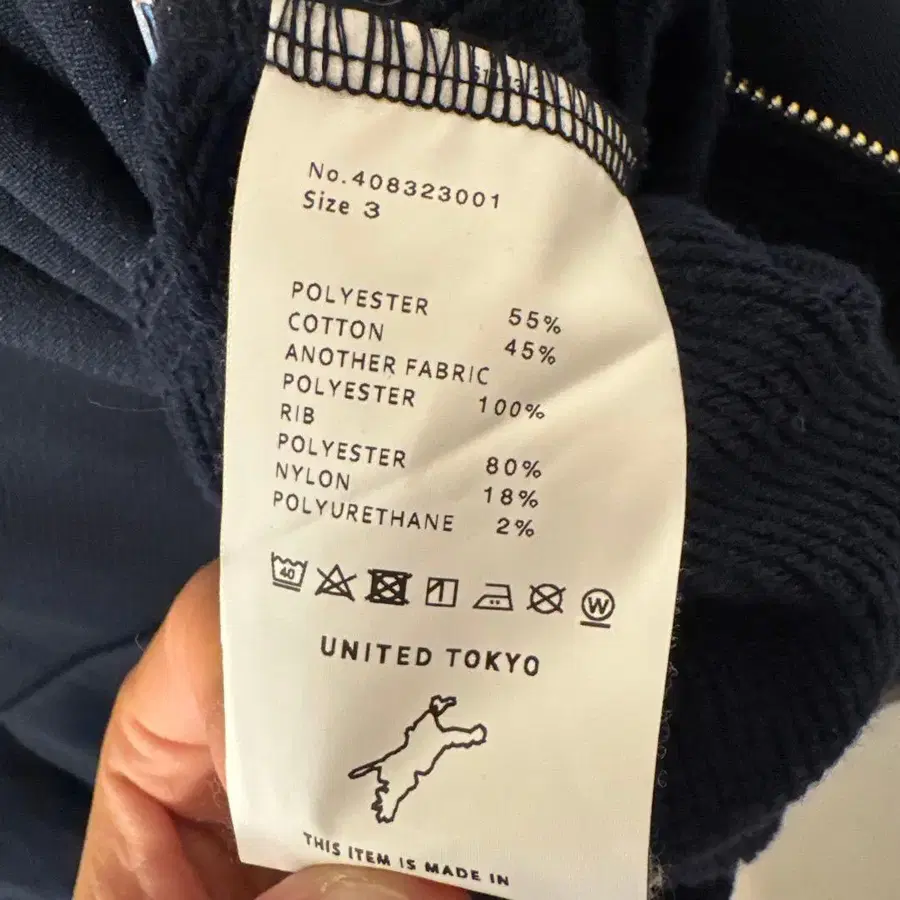 No.408323001
Size 3
POLYESTER 55%
COTTON 45%
ANOTHER FABRIC
POLYESTER 100%
RIB
POLYESTER 80%
NYLON 18%
POLYURETHANE 2%
40 W
UNITED TOKYO
THIS ITEM IS MADE IN